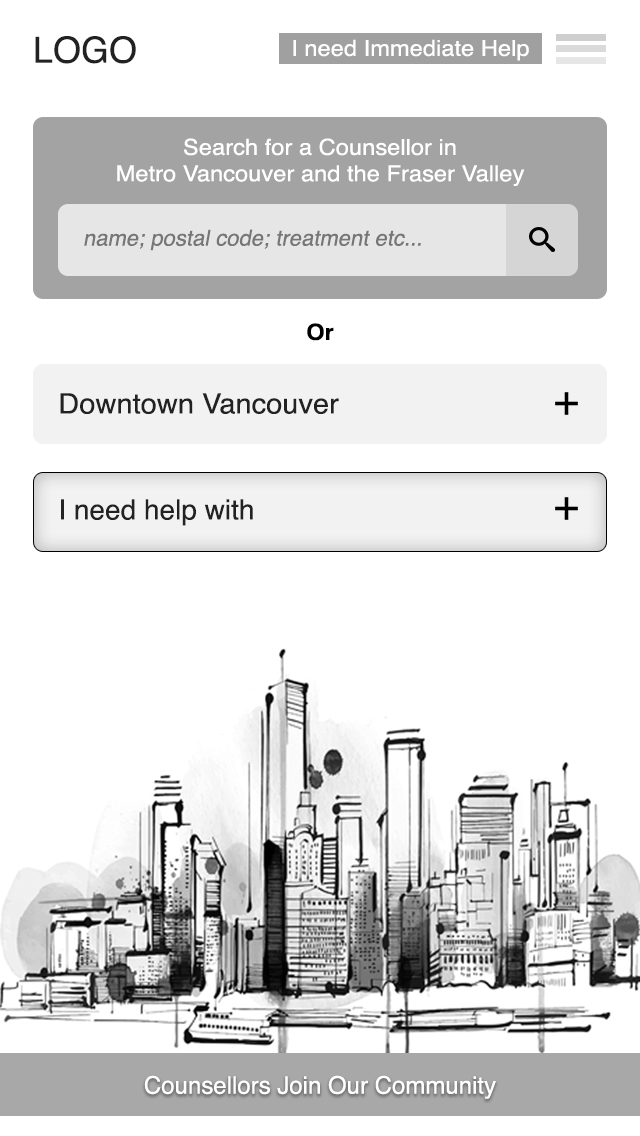 LOGO
I need Immediate Help
Search for a Counsellor in
Metro Vancouver and the Fraser Valley
name; postal code; treatment etc...
Or
Downtown Vancouver
I need help with
Counsellors Join Our Community